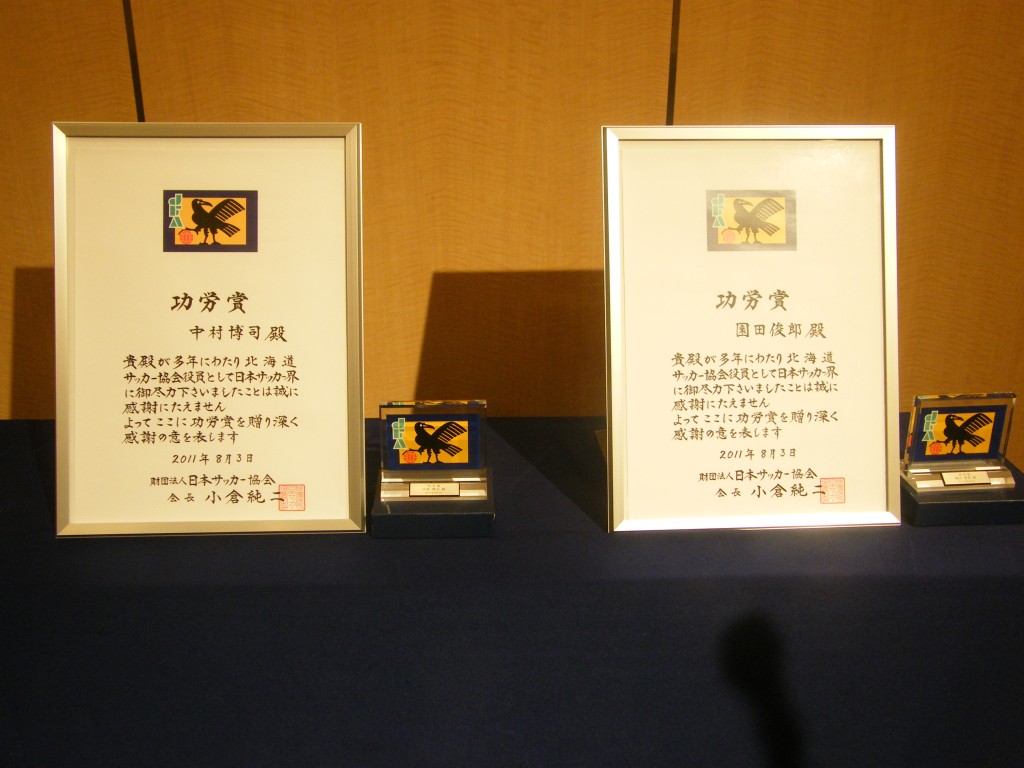 JFA
功労賞
中村博司殿
貴殿が多年にわたり北海道
サッカー協会役員として日本サッカー界
に御尽力下さいましたことは誠に
感謝にたえません
よってここに功労賞を贈り深く
感謝の意を表します
2011年8月3日
財団法人日本サッカー協会
会長 小倉純二
JFA
JFA
功労賞
園田俊郎殿
貴殿が多年にわたり北海道
サッカー協会役員として日本サッカー界
に御尽力下さいましたことは誠に
感謝にたえません
よってここに功労賞を贈り深く
感謝の意を表します
2011年8月3日
財団法人日本サッカー協会
会長 小倉純二
JFA